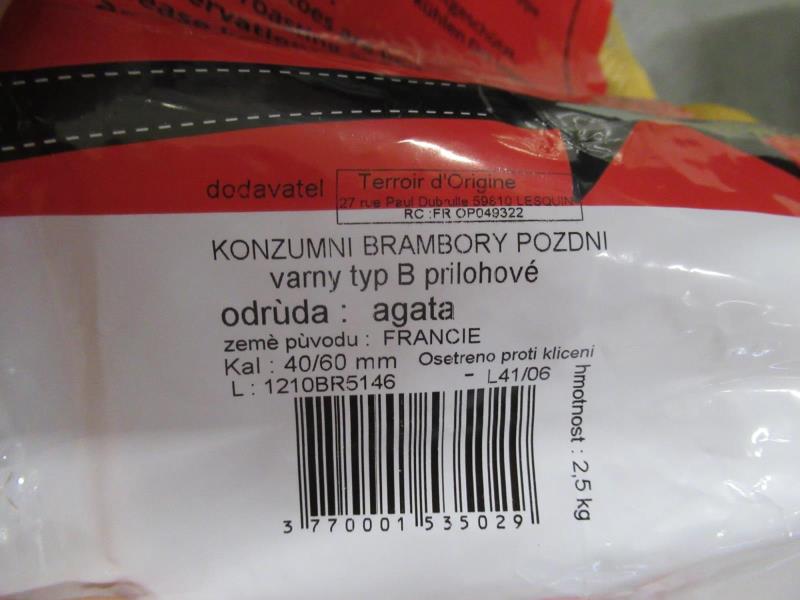 dodavatel Terroir d'Origine
27 rue Paul Dubrulle 59810 LESQUIN
RC :FR OP049322
KONZUMNI BRAMBORY POZDNI
varny typ B prilohové
odrùda : agata
zemè pùvodu : FRANCIE
Kal : 40/60 mm Osetreno proti kliceni
L : 1210BR5146 - L41/06
hmotnost : 2,5 kg
3 770001 535029